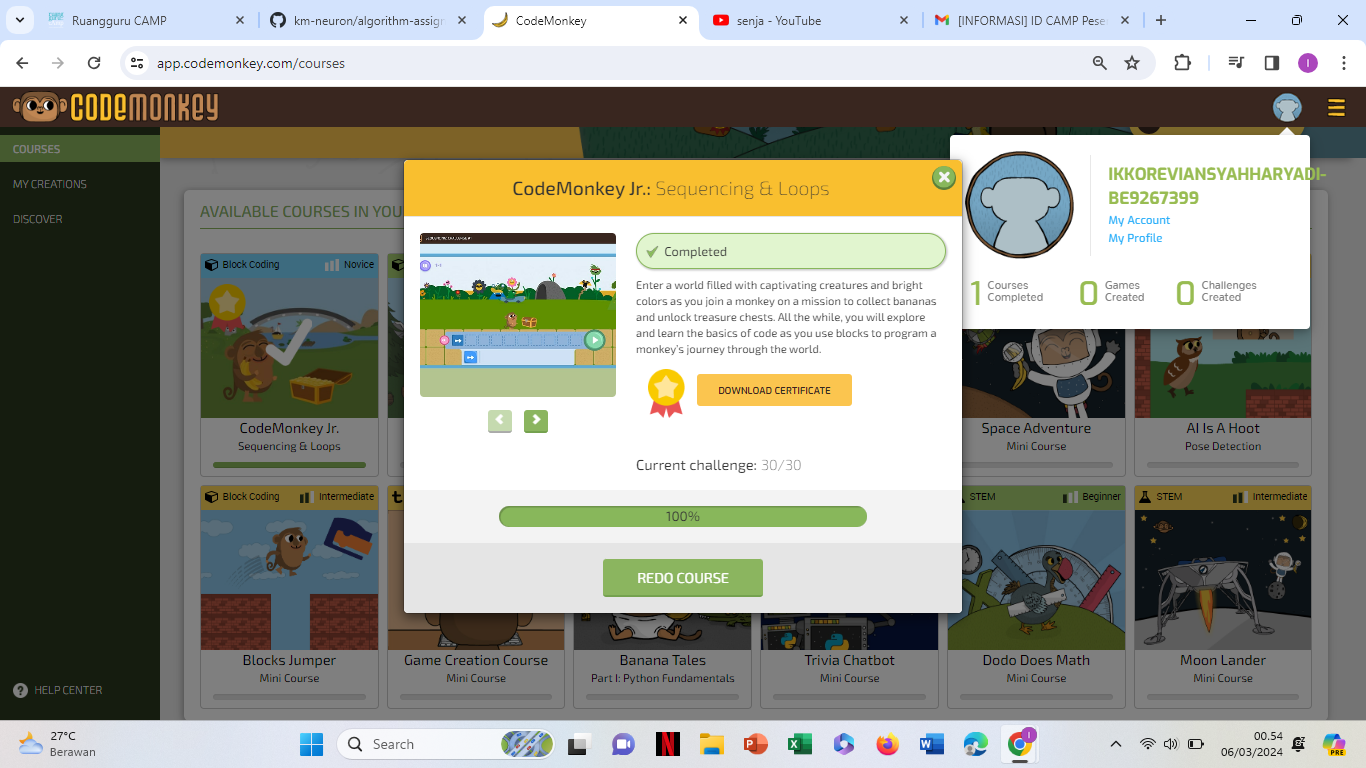 Ruangguru CAMP
km-neuron/algorithm-assign
CodeMonkey
senja - YouTube
[INFORMASI] ID CAMP Pese
app.codemonkey.com/courses
I
CODEMONKEY
COURSES
MY CREATIONS
DISCOVER
HELP CENTER
AVAILABLE COURSES IN YOU
IKKOREVIANSYAHHARYADI-
BE9267399
My Account
My Profile
1 Courses Completed
0 Games Created
0 Challenges Created
CodeMonkey Jr.: Sequencing & Loops
Completed
Enter a world filled with captivating creatures and bright
colors as you join a monkey on a mission to collect bananas
and unlock treasure chests. All the while, you will explore
and learn the basics of code as you use blocks to program a
monkey's journey through the world.
DOWNLOAD CERTIFICATE
Current challenge: 30/30
100%
REDO COURSE
Block Coding Novice
CodeMonkey Jr.
Sequencing & Loops
Space Adventure
Mini Course
AI Is A Hoot
Pose Detection
Block Coding Intermediate
STEM Beginner
STEM Intermediate
Blocks Jumper
Mini Course
Game Creation Course
Mini Course
Banana Tales
Part I: Python Fundamentals
Trivia Chatbot
Mini Course
Dodo Does Math
Mini Course
Moon Lander
Mini Course
27°C
Berawan
Search
00.54
06/03/2024
PRE